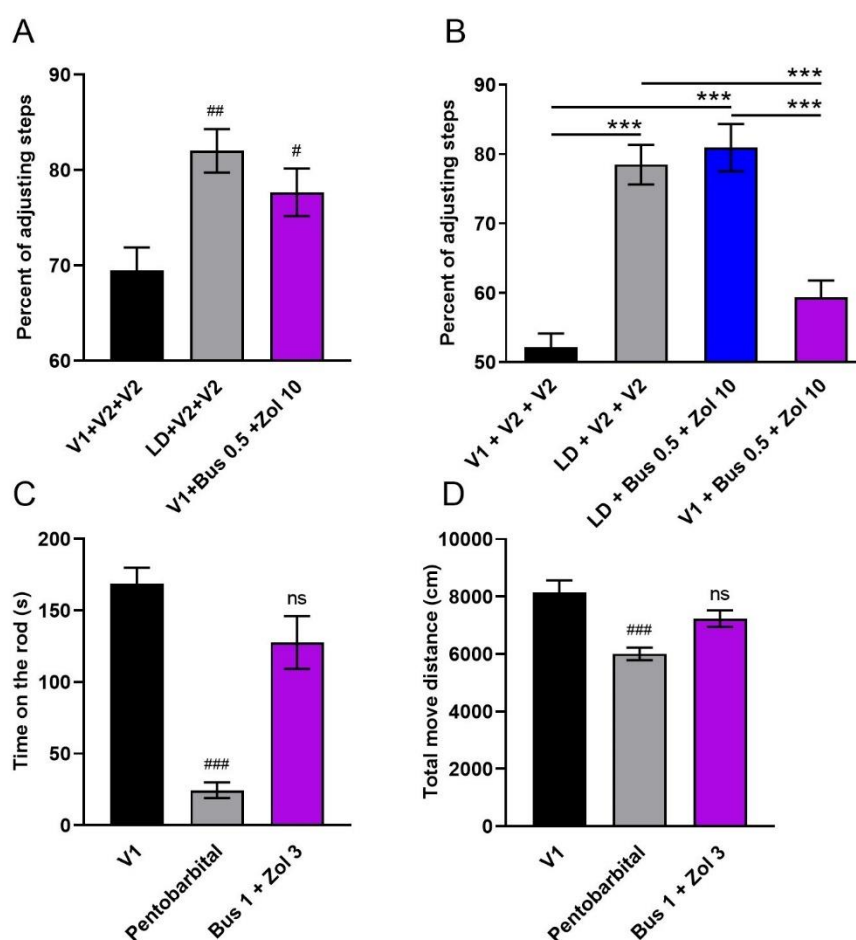 A
Percent of adjusting steps
90
80
70
60
##
#
V1+V2+V2
LD+V2+V2
V1+Bus 0.5 +Zol 10
B
Percent of adjusting steps
90
80
70
60
50
***
***
***
***
V1 + V2 + V2
LD + V2 + V2
LD + Bus 0.5 + Zol 10
V1 + Bus 0.5 + Zol 10
C
Time on the rod (s)
200
150
100
50
0
###
ns
V1
Pentobarbital
Bus 1 + Zol 3
D
Total move distance (cm)
10000
8000
6000
4000
2000
0
###
ns
V1
Pentobarbital
Bus 1 + Zol 3